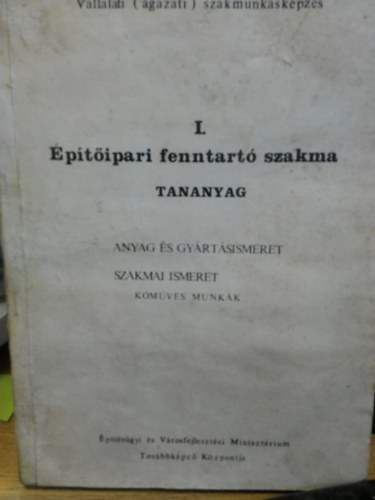 Vállalati ( ágazati ) szakmunkásképzés
I.
Építőipari fenntartó szakma
TANANYAG
ANYAG ÉS GYÁRTÁSISMERET
SZAKMAI ISMERET
KŐMŰVES MUNKÁK
Építésügyi és Városfejlesztési Minisztérium
Továbbképző Központja